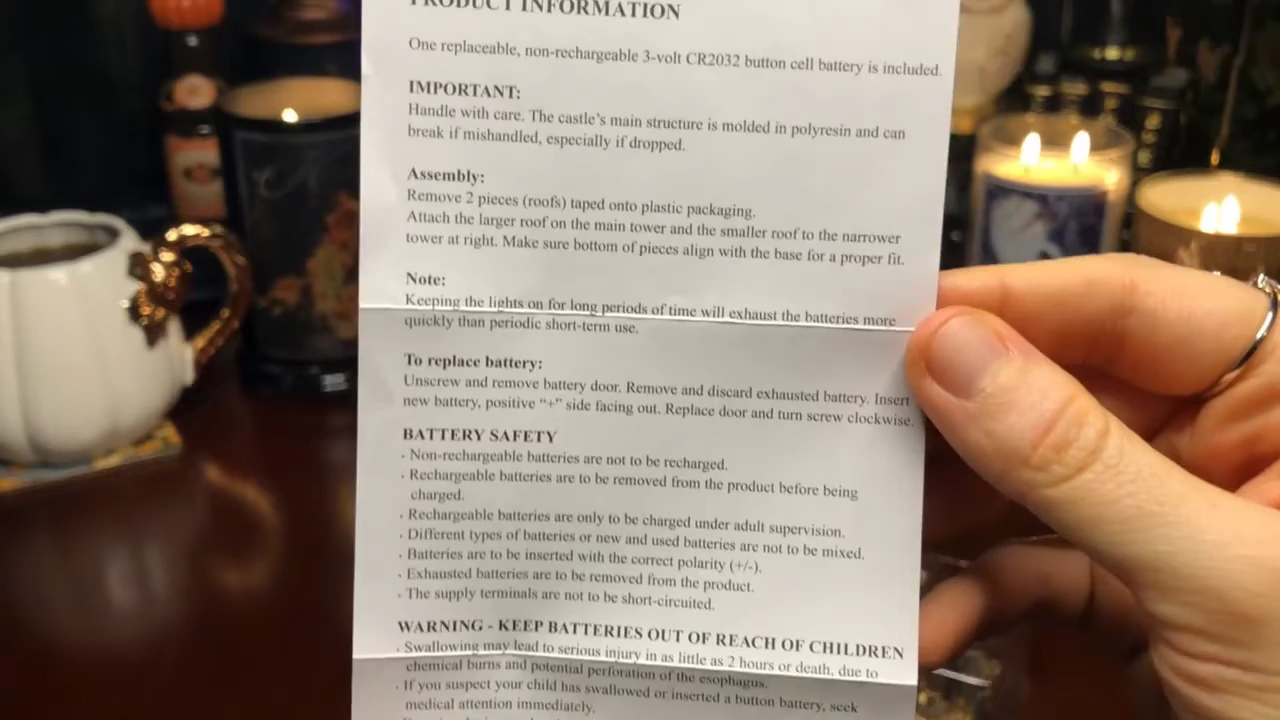 PRODUCT INFORMATION
One replaceable, non-rechargeable 3-volt CR2032 button cell battery is included.
IMPORTANT:
Handle with care. The castle's main structure is molded in polyresin and can
break if mishandled, especially if dropped.
Assembly:
Remove 2 pieces (roofs) taped onto plastic packaging.
Attach the larger roof on the main tower and the smaller roof to the narrower
tower at right. Make sure bottom of pieces align with the base for a proper fit.
Note:
Keeping the lights on for long periods of time will exhaust the batteries more
quickly than periodic short-term use.
To replace battery:
Unscrew and remove battery door. Remove and discard exhausted battery. Insert
new battery, positive “+” side facing out. Replace door and turn screw clockwise.
BATTERY SAFETY
· Non-rechargeable batteries are not to be recharged.
· Rechargeable batteries are to be removed from the product before being
charged.
· Rechargeable batteries are only to be charged under adult supervision.
· Different types of batteries or new and used batteries are not to be mixed.
· Batteries are to be inserted with the correct polarity (+/-).
· Exhausted batteries are to be removed from the product.
· The supply terminals are not to be short-circuited.
WARNING - KEEP BATTERIES OUT OF REACH OF CHILDREN
· Swallowing may lead to serious injury in as little as 2 hours or death, due to
chemical burns and potential perforation of the esophagus.
· If you suspect your child has swallowed or inserted a button battery, seek
medical attention immediately.